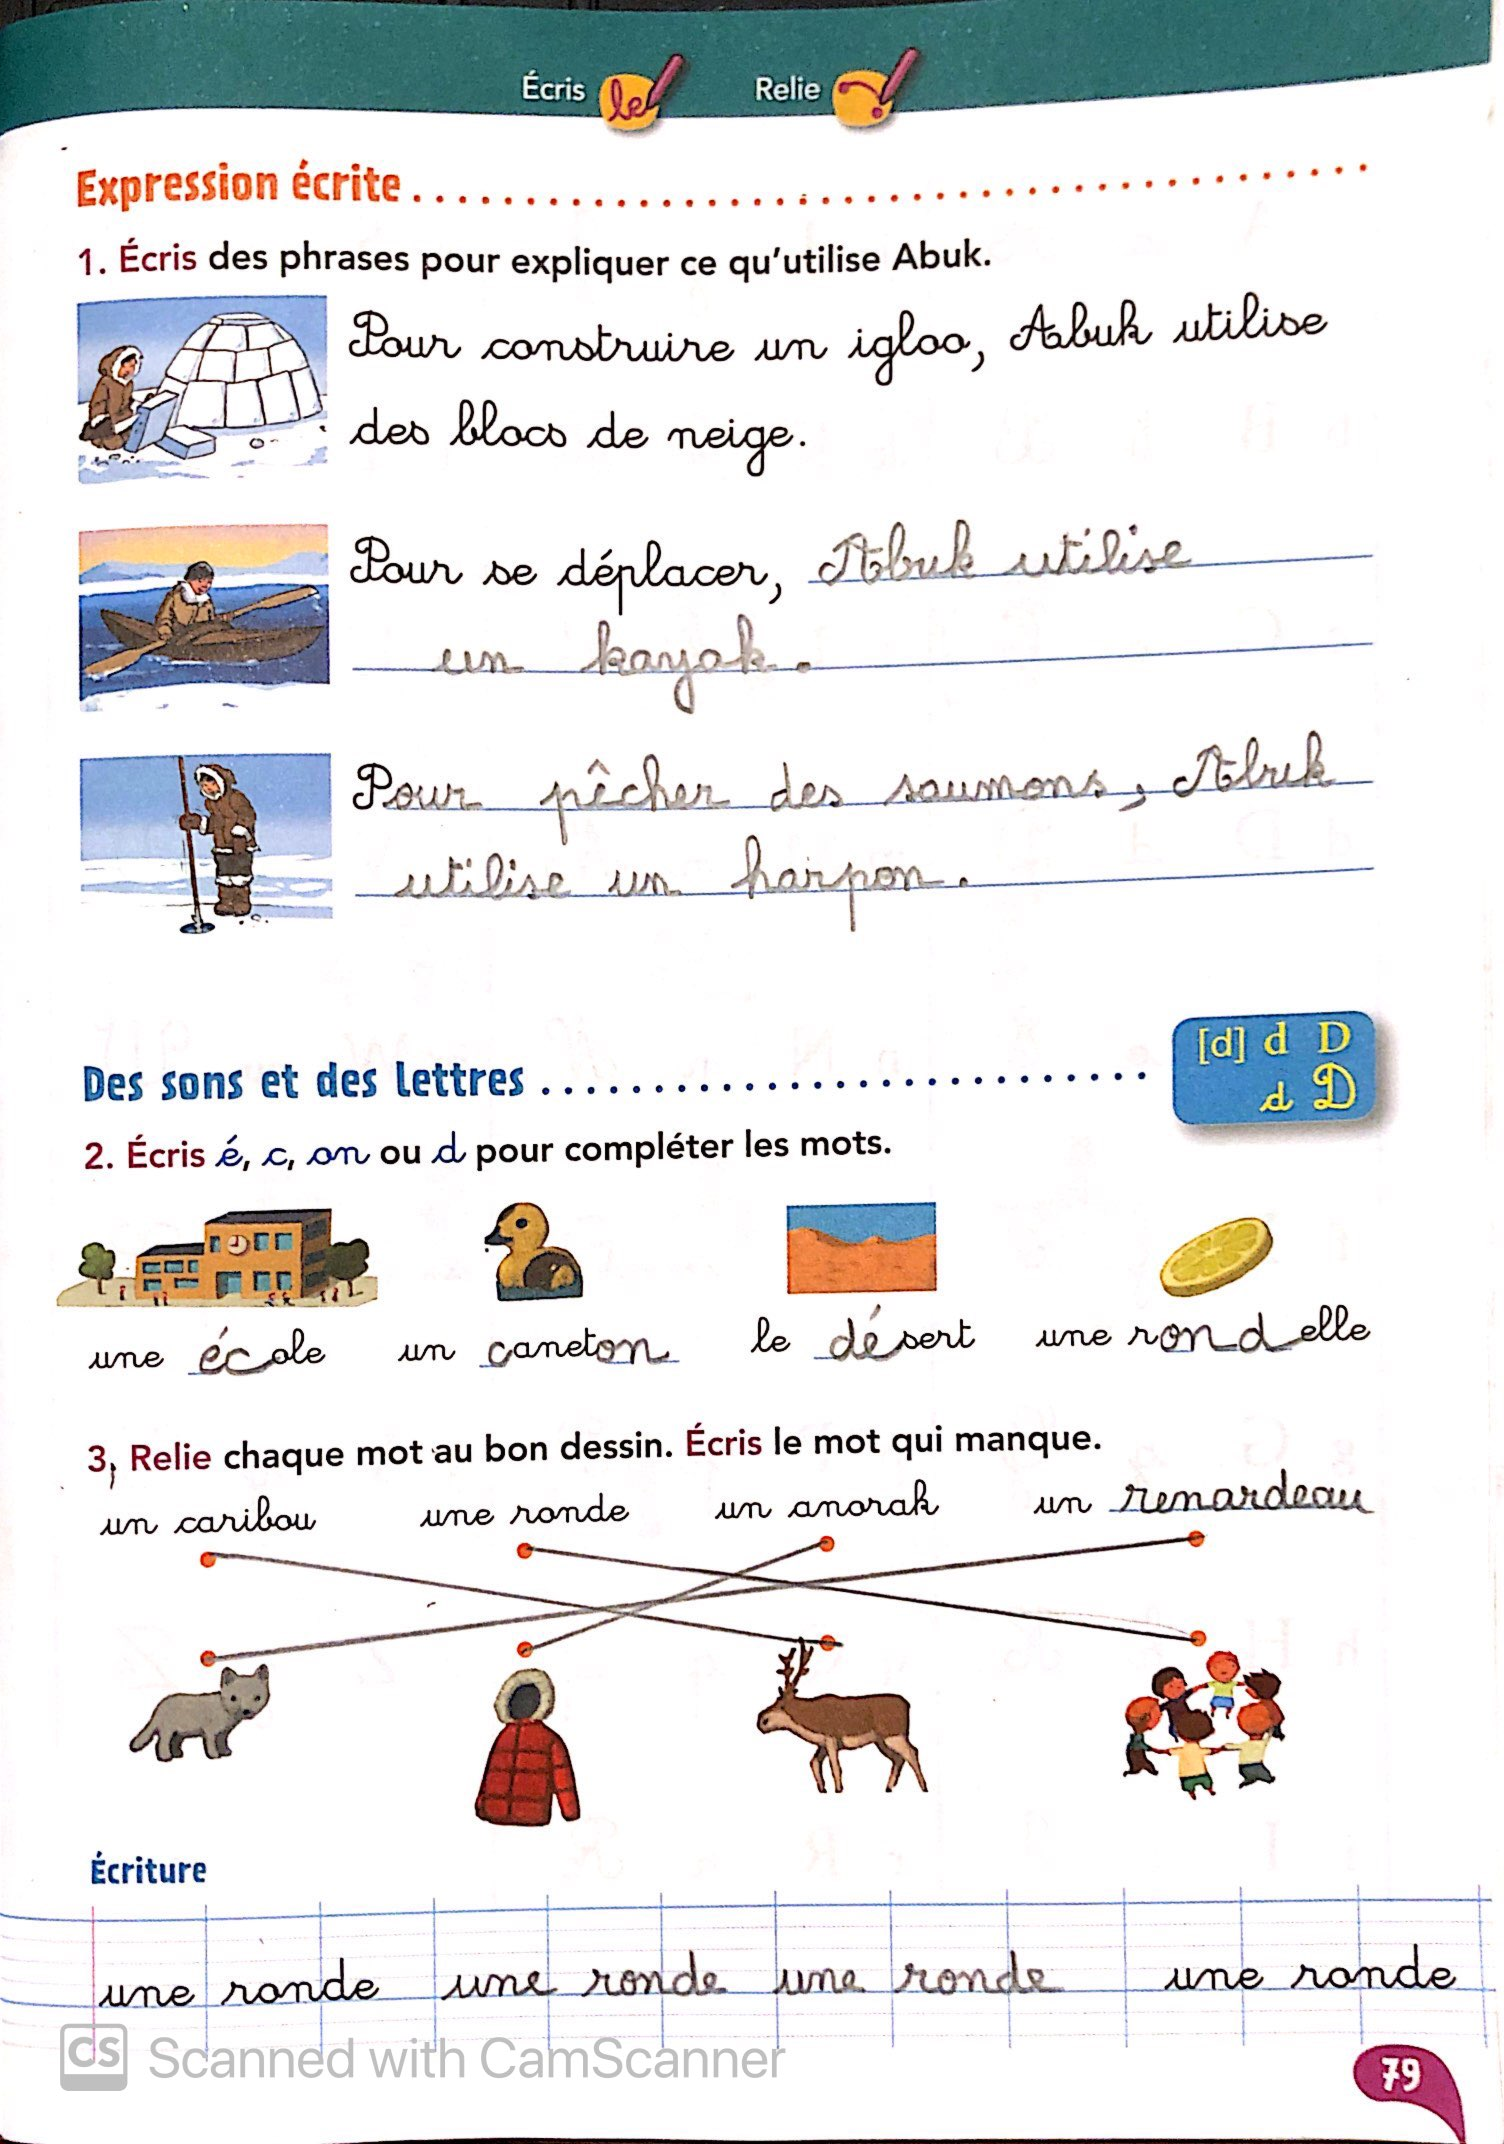 Écris le Relie
Expression écrite
1. Écris des phrases pour expliquer ce qu'utilise Abuk.
Pour construire un igloo, Abuk utilise
des blocs de neige.
Pour se déplacer, Abuk utilise
un kayak.
Pour pêcher des saumons, Abuk
utilise un harpon.
[d] d D
d D
Des sons et des lettres
2. Écris é, c, on ou d pour compléter les mots.
une école un caneton le désert une rondelle
3. Relie chaque mot au bon dessin. Écris le mot qui manque.
un caribou une ronde un anorak un renardeau
Écriture
une ronde une ronde une ronde une ronde
CS Scanned with CamScanner
79